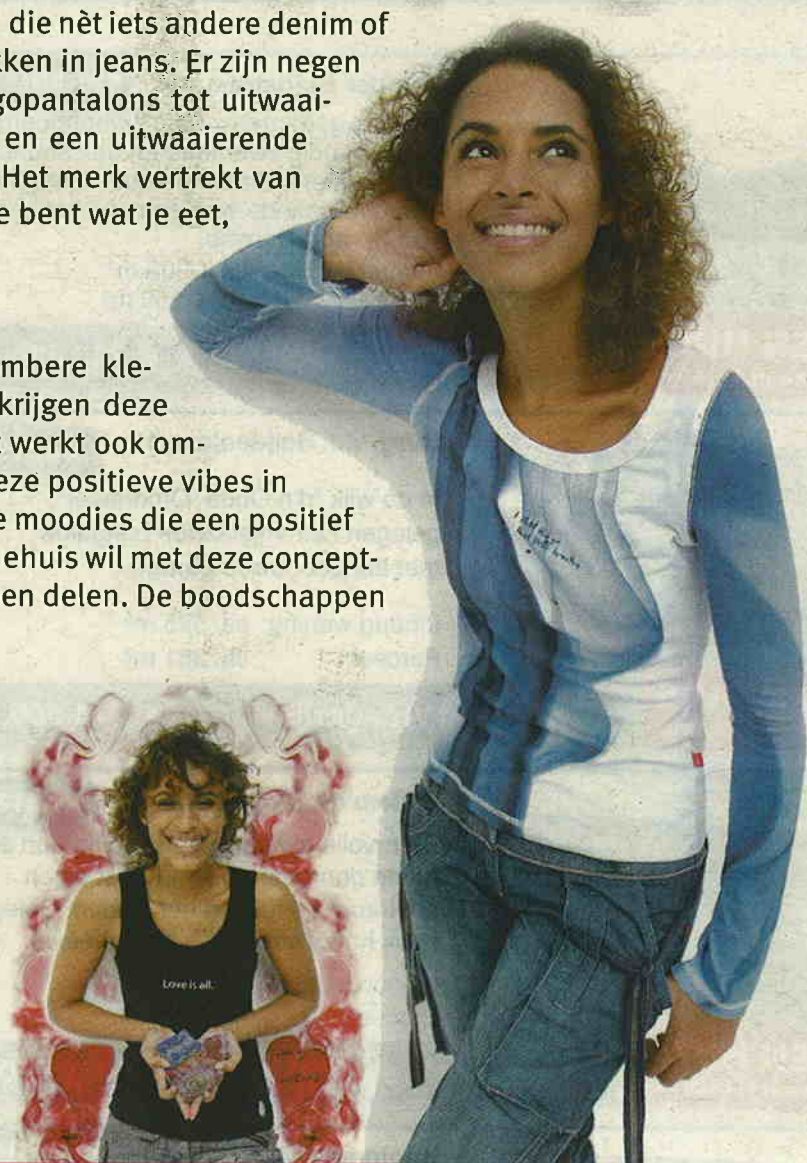 die nèt iets andere denim of
ken in jeans. Er zijn negen
gopantalons tot uitwaai-
en een uitwaaierende
Het merk vertrekt van
e bent wat je eet,
mbere kle-
krijgen deze
werkt ook om-
eze positieve vibes in
e moodies die een positief
ehuis wil met deze concept-
en delen. De boodschappen
Love is all.